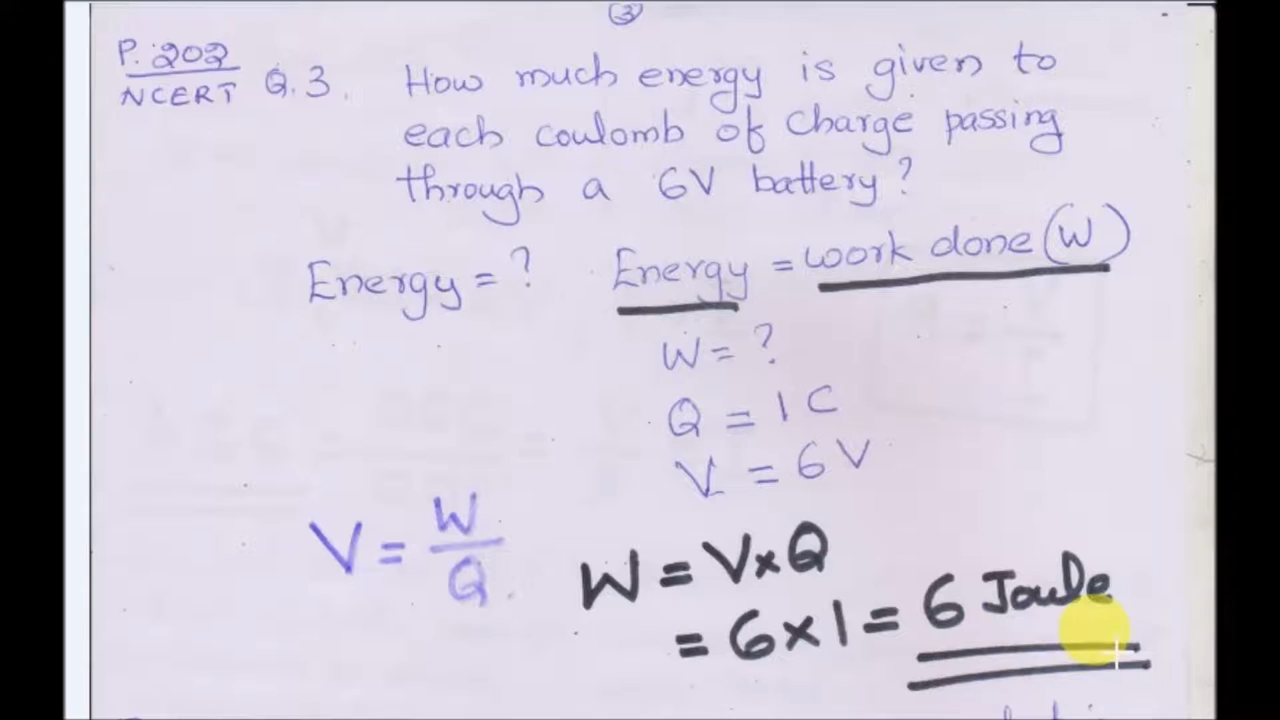 3
P. 202
NCERT Q.3. How much energy is given to
each coulomb of charge passing
through a 6V battery?
Energy = ? Energy = work done (W)
W = ?
Q = 1 C
V = 6 V
V = W/Q
W = V×Q
= 6×1 = 6 Joule